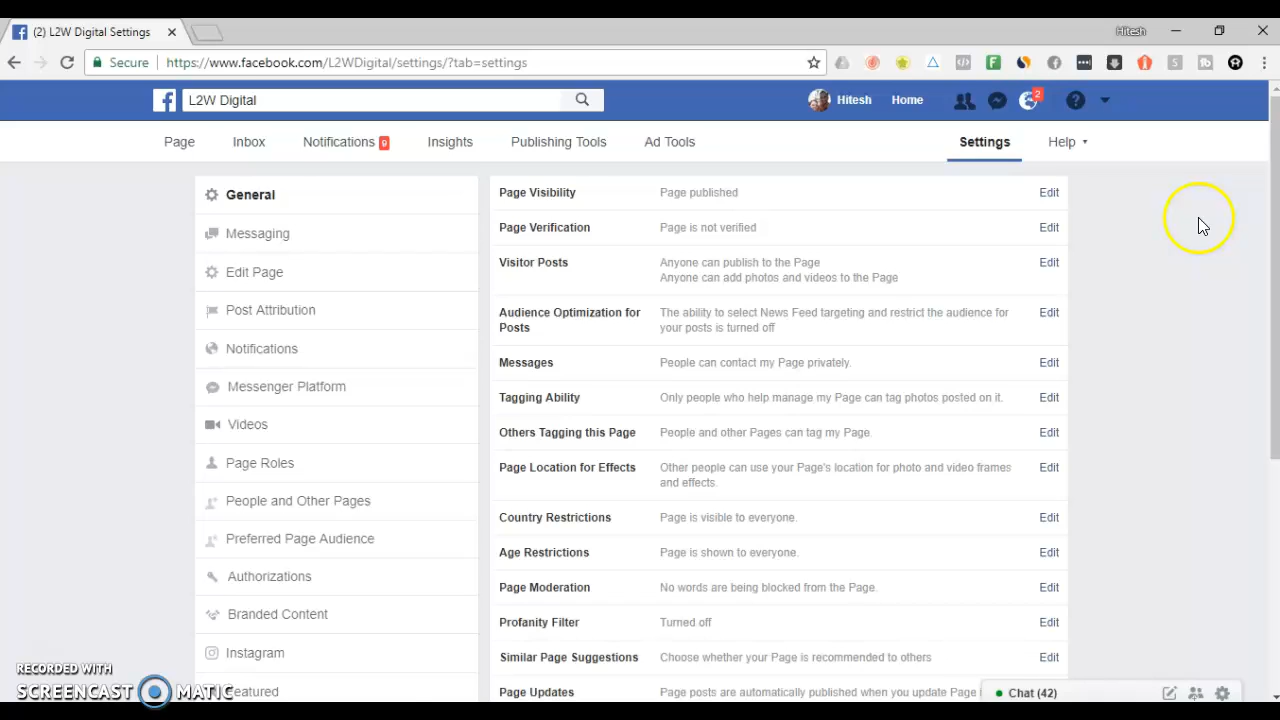 (2) L2W Digital Settings
Hitesh
Secure
https://www.facebook.com/L2WDigital/settings/?tab=settings
L2W Digital
Hitesh
Home
2
Page
Inbox
Notifications 9
Insights
Publishing Tools
Ad Tools
Settings
Help
General
Messaging
Edit Page
Post Attribution
Notifications
Messenger Platform
Videos
Page Roles
People and Other Pages
Preferred Page Audience
Authorizations
Branded Content
Instagram
Featured
Page Visibility Page published Edit
Page Verification Page is not verified Edit
Visitor Posts Anyone can publish to the Page Edit
Anyone can add photos and videos to the Page
Audience Optimization for The ability to select News Feed targeting and restrict the audience for Edit
Posts your posts is turned off
Messages People can contact my Page privately. Edit
Tagging Ability Only people who help manage my Page can tag photos posted on it. Edit
Others Tagging this Page People and other Pages can tag my Page. Edit
Page Location for Effects Other people can use your Page's location for photo and video frames Edit
and effects.
Country Restrictions Page is visible to everyone. Edit
Age Restrictions Page is shown to everyone. Edit
Page Moderation No words are being blocked from the Page. Edit
Profanity Filter Turned off Edit
Similar Page Suggestions Choose whether your Page is recommended to others Edit
Page Updates Page posts are automatically published when you update Page
Chat (42)
RECORDED WITH
SCREENCAST MATIC